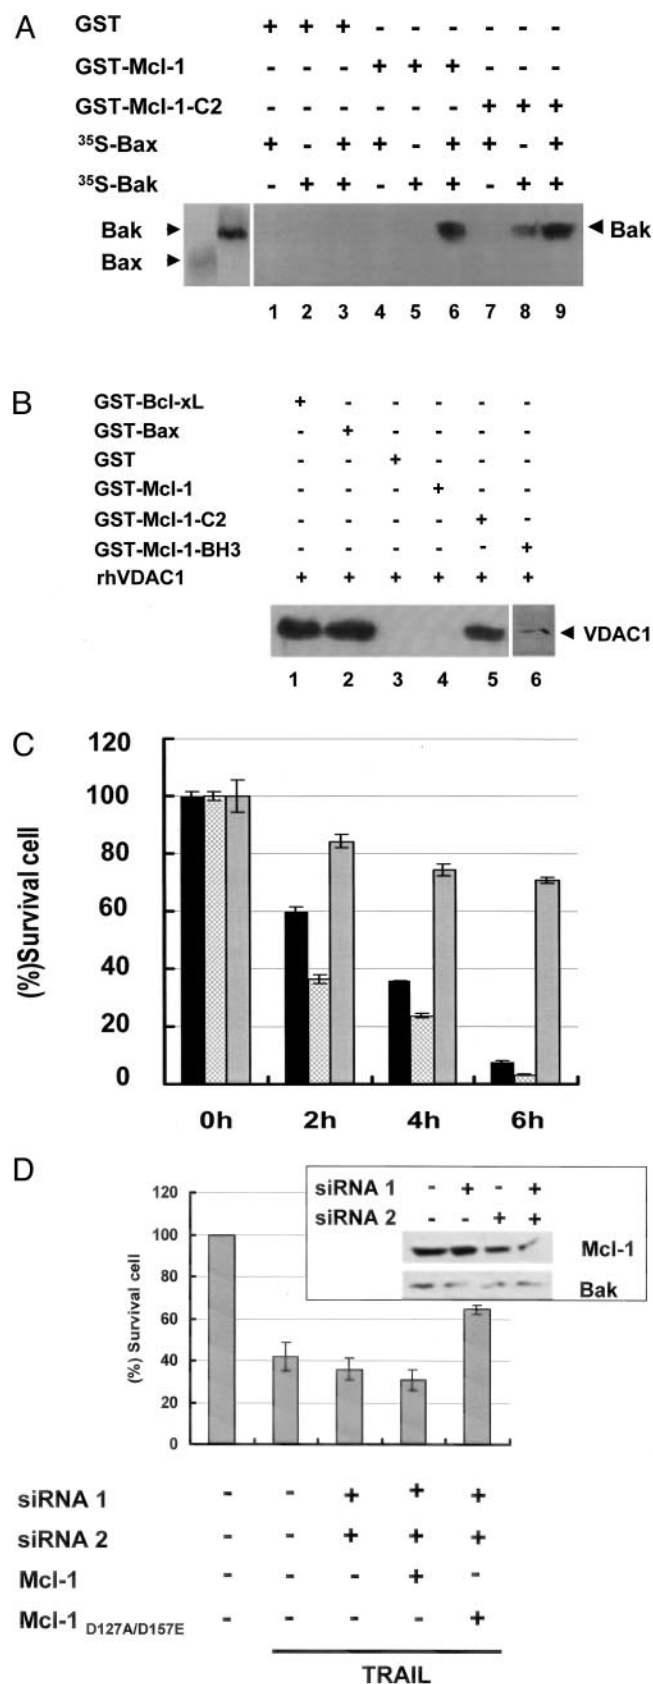 A
GST + + + - - - - - -
GST-Mcl-1 - - - + + + - - -
GST-Mcl-1-C2 - - - - - - + + +
35S-Bax + - + + - + + - +
35S-Bak - + + - + + - + +
Bak Bak
Bax
1 2 3 4 5 6 7 8 9
B
GST-Bcl-xL + - - - - -
GST-Bax - + - - - -
GST - - + - - -
GST-Mcl-1 - - - + - -
GST-Mcl-1-C2 - - - - + -
GST-Mcl-1-BH3 - - - - - +
rhVDAC1 + + + + + +
VDAC1
1 2 3 4 5 6
C
(%)Survival cell
120
100
80
60
40
20
0
0h 2h 4h 6h
D
(%) Survival cell
120
100
80
60
40
20
0
siRNA 1 - + - +
siRNA 2 - - + +
Mcl-1
Bak
siRNA 1 - - + + +
siRNA 2 - - + + +
Mcl-1 - - - + -
Mcl-1 D127A/D157E - - - - +
TRAIL